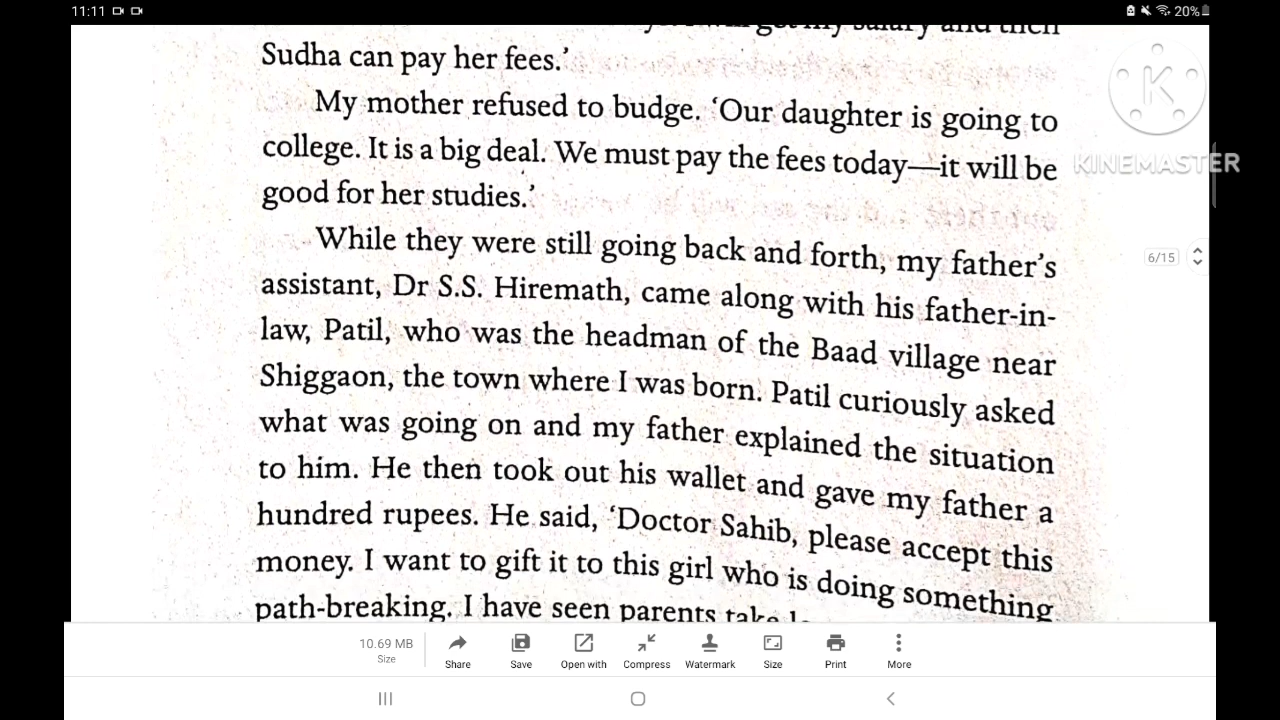 11:11
20%
my salary and then
Sudha can pay her fees.’
My mother refused to budge. ‘Our daughter is going to
college. It is a big deal. We must pay the fees today—it will be
good for her studies.’
While they were still going back and forth, my father’s
assistant, Dr S.S. Hiremath, came along with his father-in-
law, Patil, who was the headman of the Baad village near
Shiggaon, the town where I was born. Patil curiously asked
what was going on and my father explained the situation
to him. He then took out his wallet and gave my father a
hundred rupees. He said, ‘Doctor Sahib, please accept this
money. I want to gift it to this girl who is doing something
path-breaking. I have seen parents take
K
KINEMASTER
6/15
10.69 MB
Size
Share
Save
Open with
Compress
Watermark
Size
Print
More